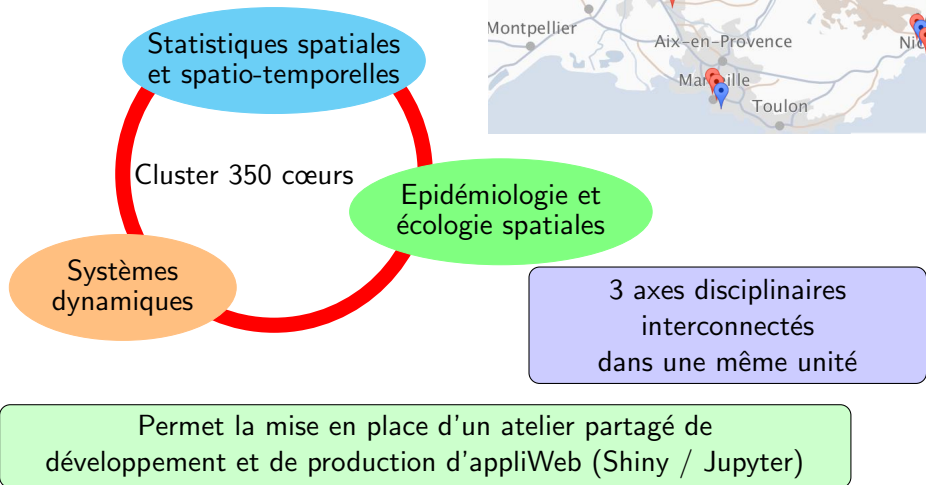 Montpellier
Aix-en-Provence
Toulon
Statistiques spatiales
et spatio-temporelles
Cluster 350 cœurs
Epidémiologie et
écologie spatiales
Systèmes
dynamiques
3 axes disciplinaires
interconnectés
dans une même unité
Permet la mise en place d'un atelier partagé de
développement et de production d'appliWeb (Shiny / Jupyter)